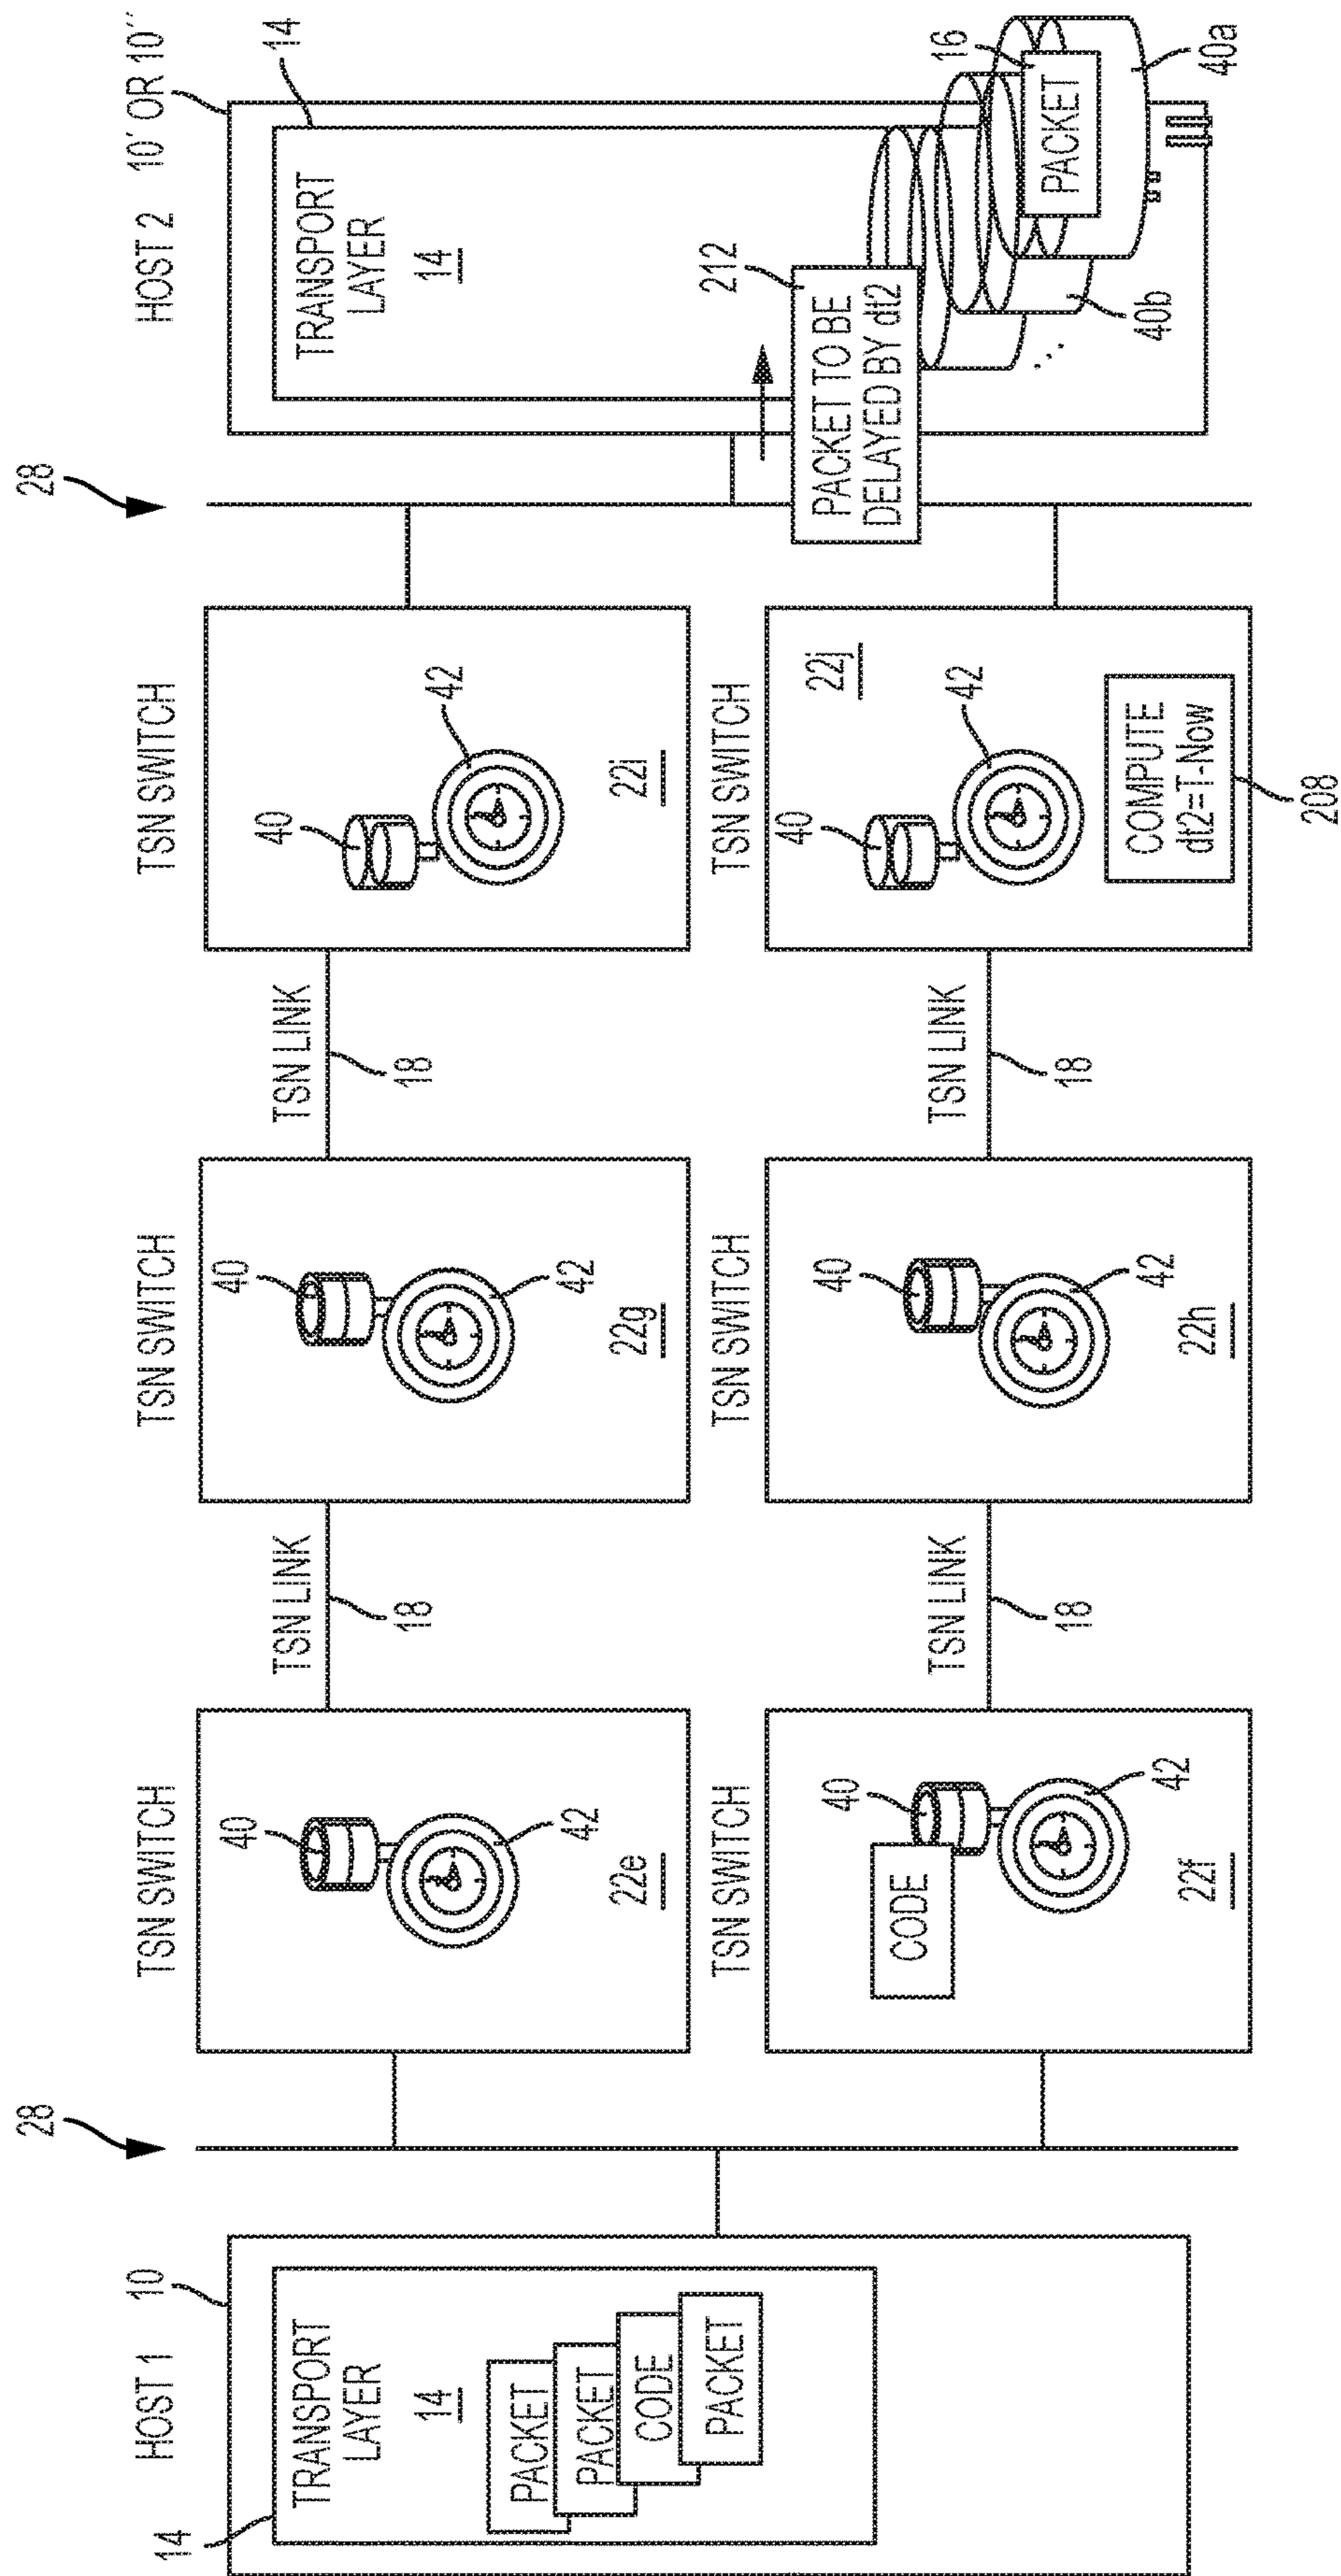 28
28
HOST 1
10
TSN SWITCH
TSN SWITCH
TSN SWITCH
HOST 2
10′ OR 10″
14
TRANSPORT
LAYER
14
PACKET
PACKET
CODE
PACKET
40
42
22e
TSN LINK
18
40
42
22g
TSN LINK
18
40
42
22i
14
TRANSPORT
LAYER
14
TSN SWITCH
TSN SWITCH
TSN SWITCH
CODE
40
42
22f
TSN LINK
18
40
42
22h
TSN LINK
18
40
22j
42
COMPUTE
dt2=T-Now
208
212
PACKET TO BE
DELAYED BY dt2
16
PACKET
40b
40a
...